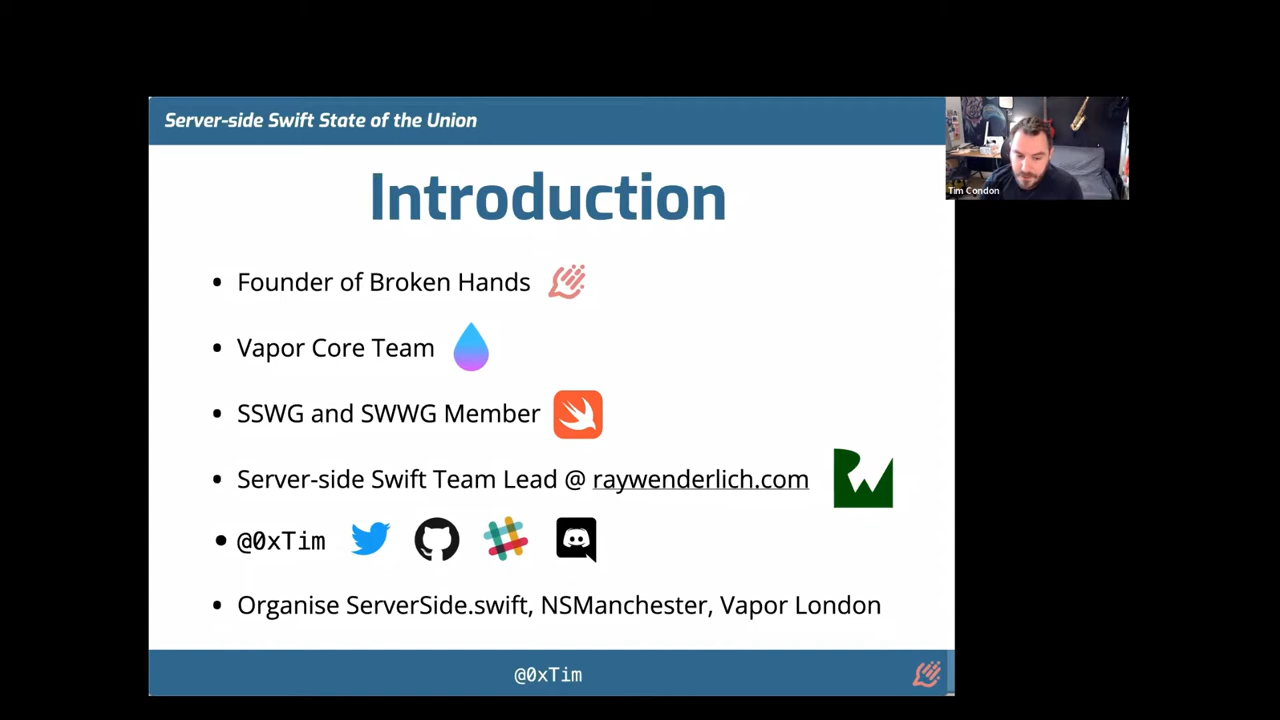 Server-side Swift State of the Union
Tim Condon
Introduction
• Founder of Broken Hands
• Vapor Core Team
• SSWG and SWWG Member
• Server-side Swift Team Lead @ raywenderlich.com
• @0xTim
• Organise ServerSide.swift, NSManchester, Vapor London
@0xTim